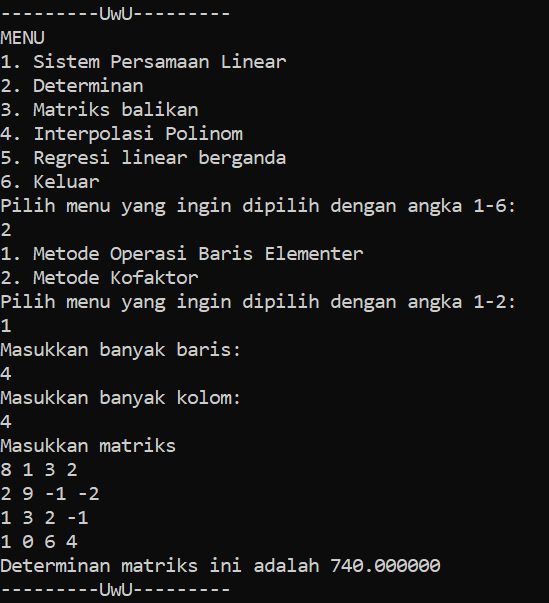 ---------UwU---------
MENU
1. Sistem Persamaan Linear
2. Determinan
3. Matriks balikan
4. Interpolasi Polinom
5. Regresi linear berganda
6. Keluar
Pilih menu yang ingin dipilih dengan angka 1-6:
2
1. Metode Operasi Baris Elementer
2. Metode Kofaktor
Pilih menu yang ingin dipilih dengan angka 1-2:
1
Masukkan banyak baris:
4
Masukkan banyak kolom:
4
Masukkan matriks
8 1 3 2
2 9 -1 -2
1 3 2 -1
1 0 6 4
Determinan matriks ini adalah 740.000000
---------UwU---------